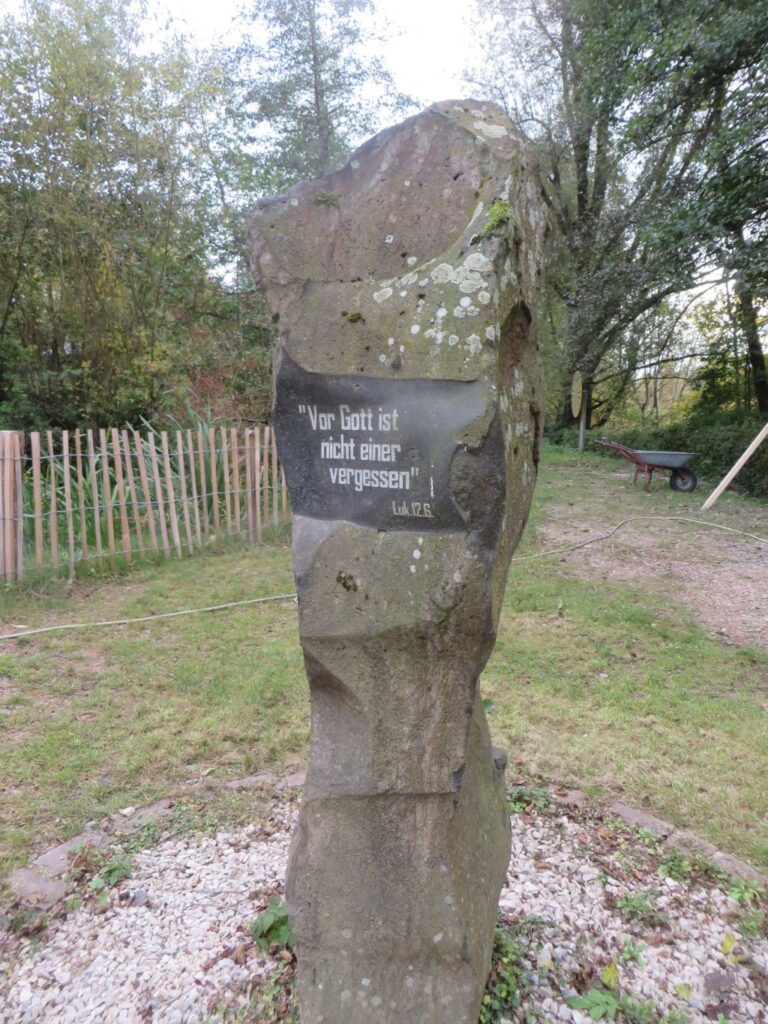 "Vor Gott ist
nicht einer
vergessen"
Luk.12.6.